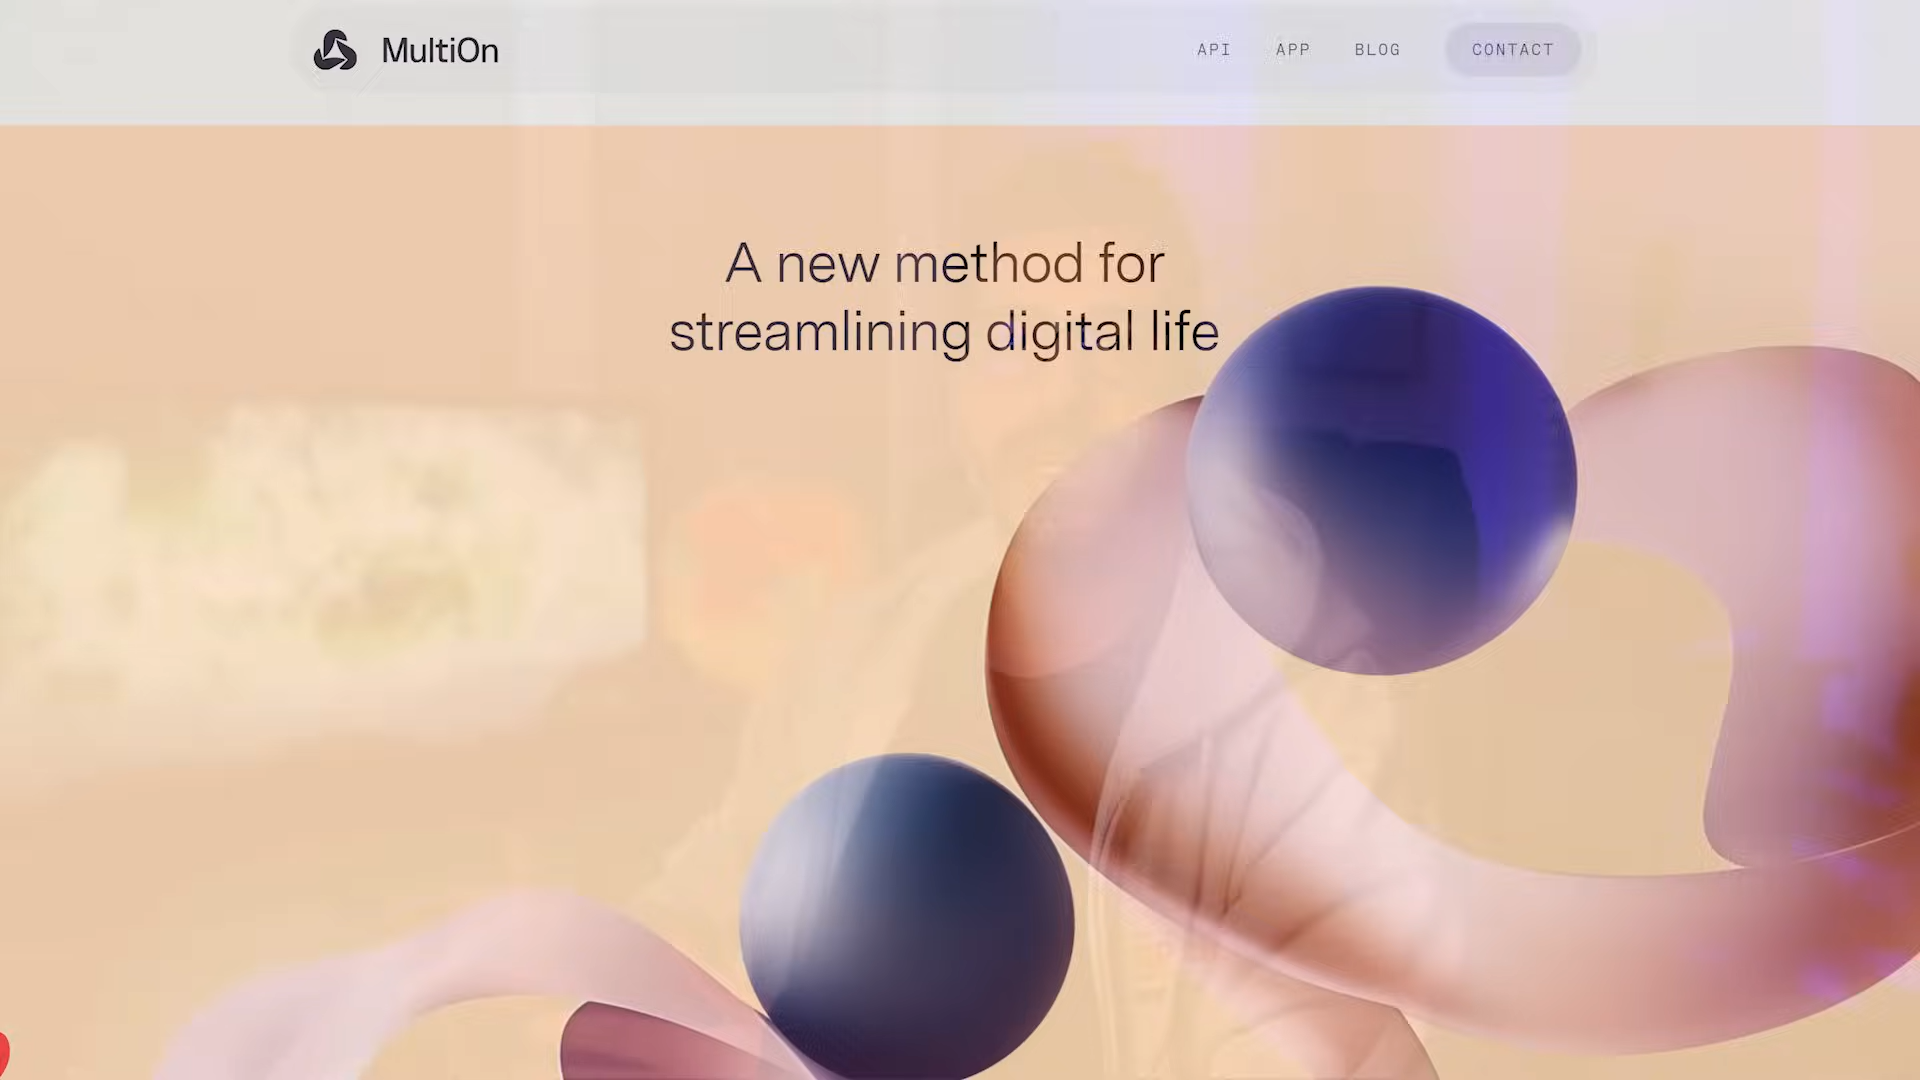 MultiOn
API APP BLOG CONTACT
A new method for
streamlining digital life